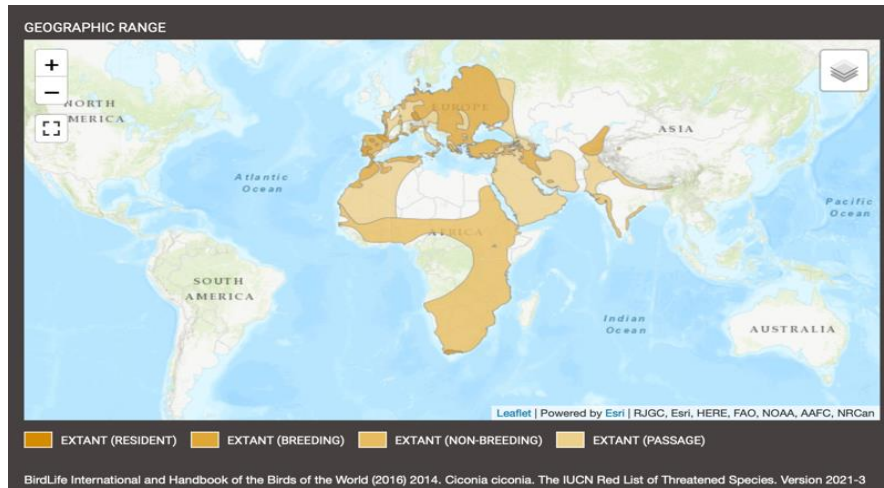 GEOGRAPHIC RANGE
+
−
NORTH
AMERICA
EUROPE
ASIA
Atlantic
Ocean
Pacific
Ocean
AFRICA
SOUTH
AMERICA
Indian
Ocean
AUSTRALIA
Leaflet | Powered by Esri | RJGC, Esri, HERE, FAO, NOAA, AAFC, NRCan
EXTANT (RESIDENT) EXTANT (BREEDING) EXTANT (NON-BREEDING) EXTANT (PASSAGE)
BirdLife International and Handbook of the Birds of the World (2016) 2014. Ciconia ciconia. The IUCN Red List of Threatened Species. Version 2021-3